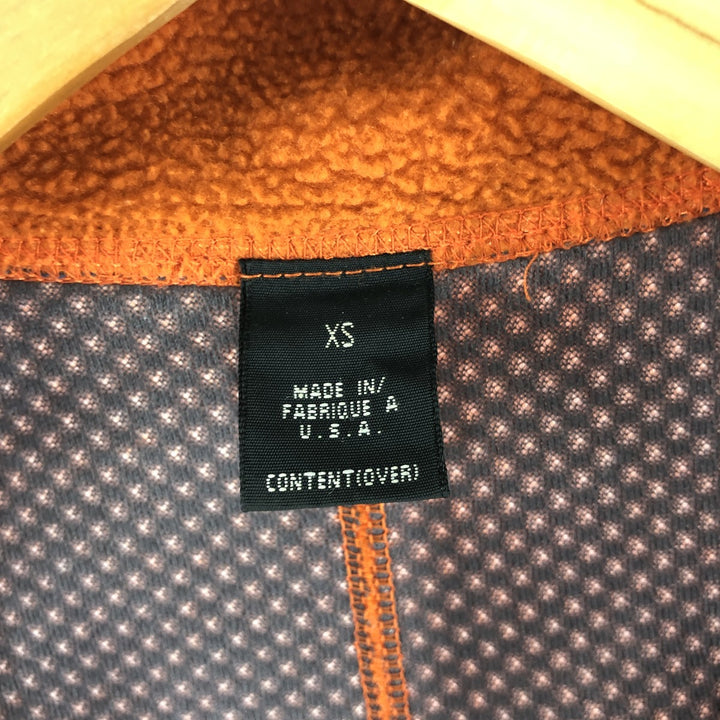 XS
MADE IN/
FABRIQUE A
U.S.A.
CONTENT(OVER)